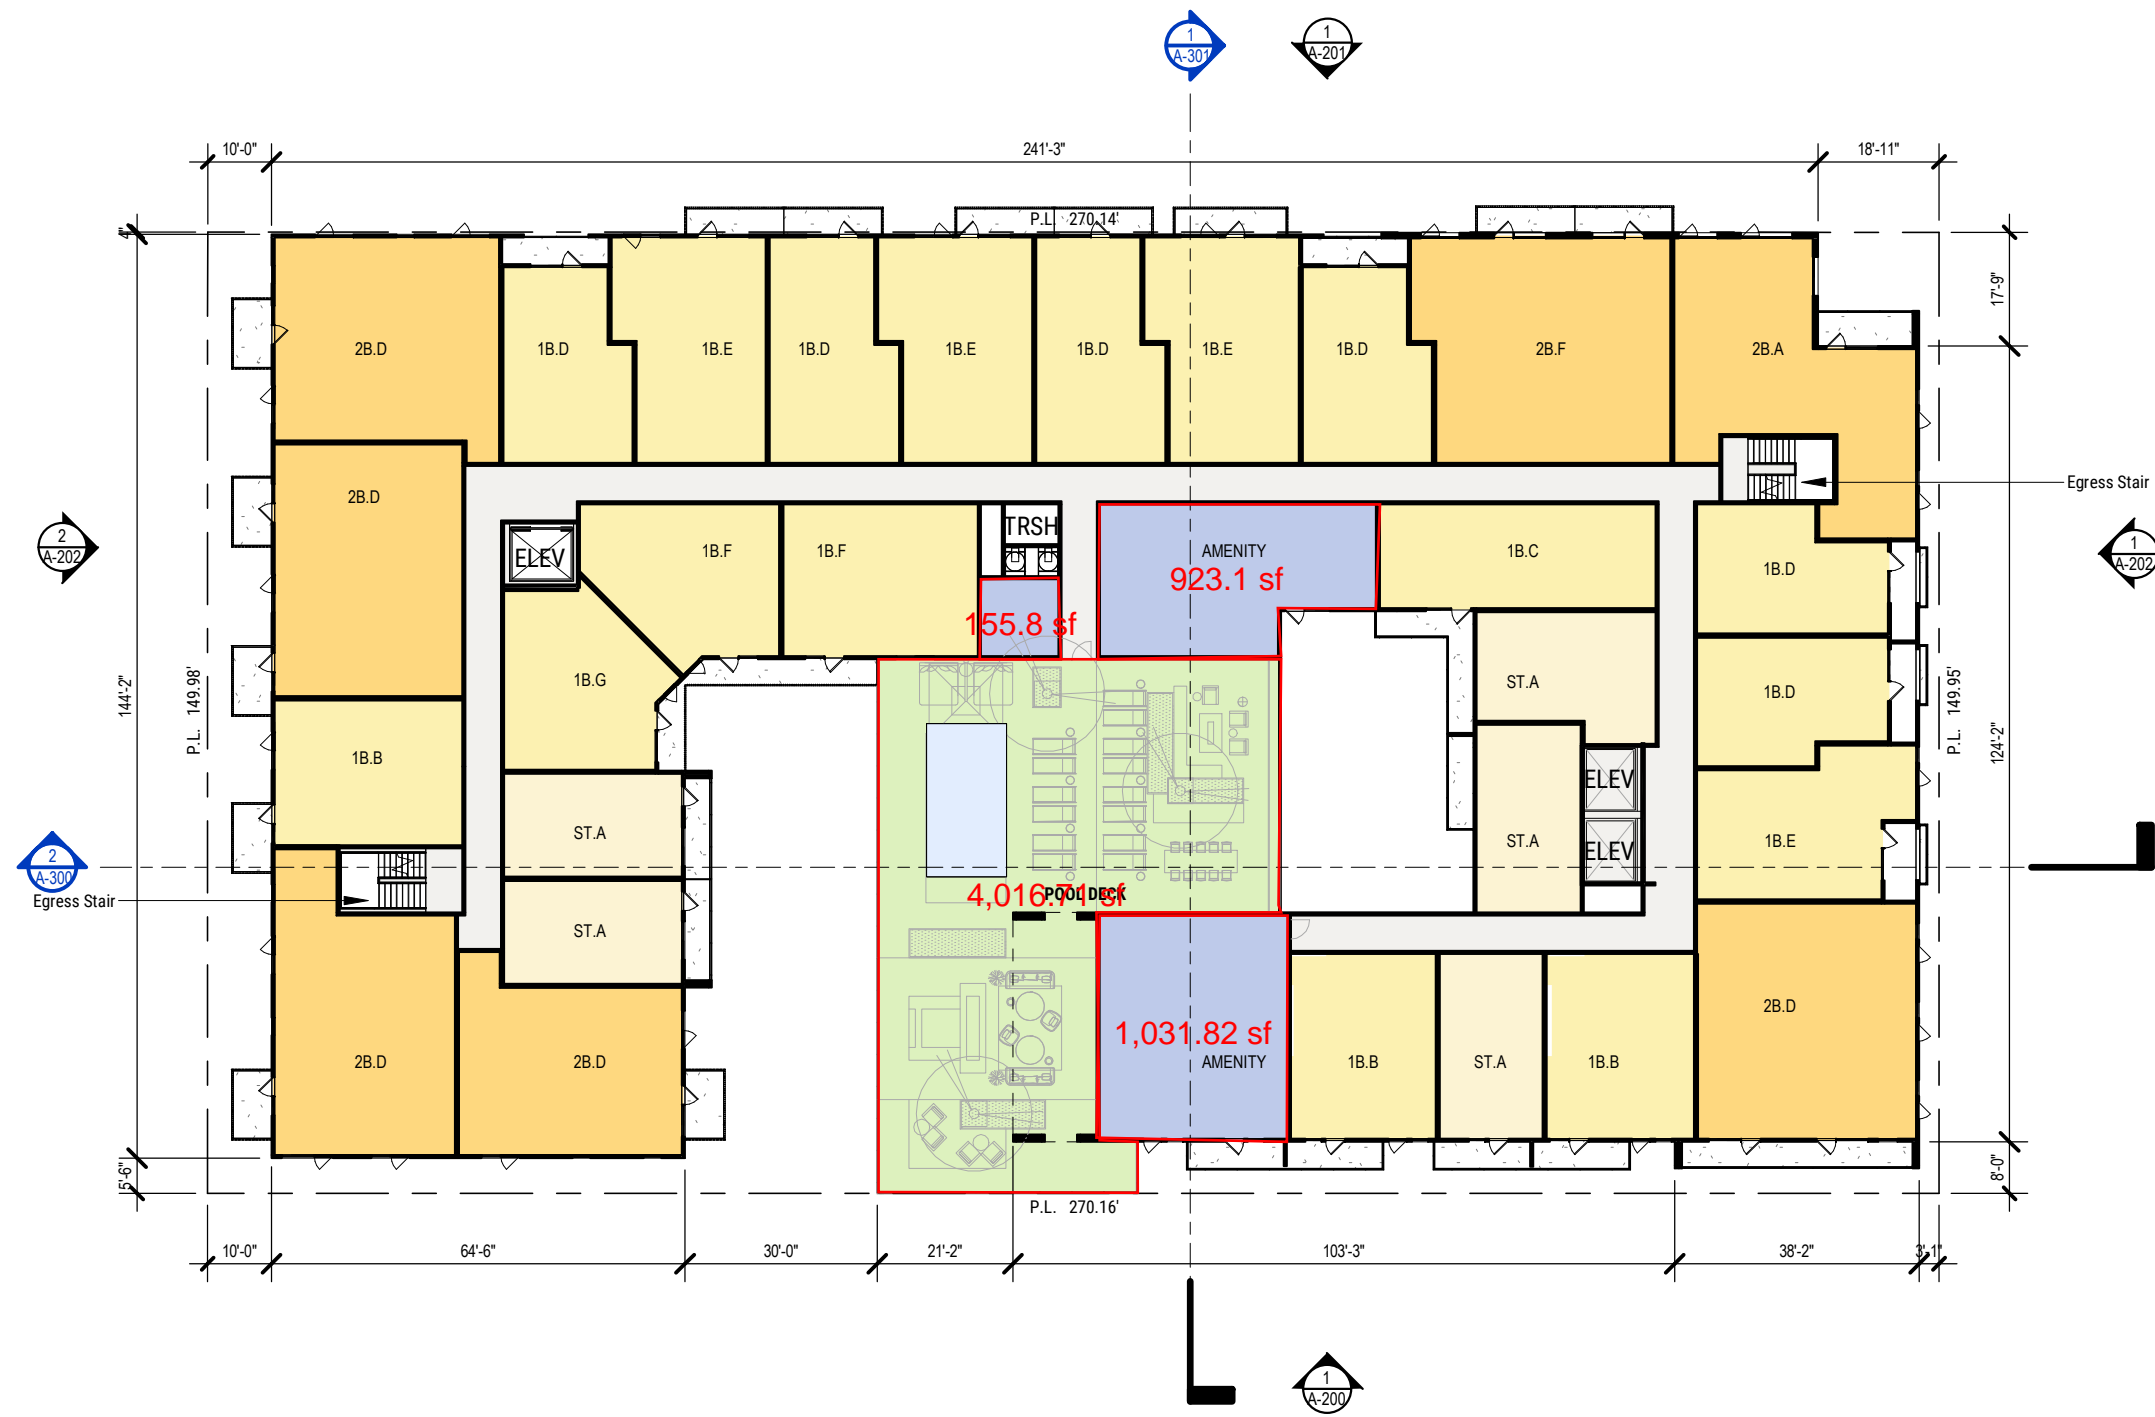 1
A-301
1
A-201
10'-0"
241'-3"
18'-11"
P.L. 270.14'
4"
17'-9"
2B.D
1B.D
1B.E
1B.D
1B.E
1B.D
1B.E
1B.D
2B.F
2B.A
Egress Stair
2B.D
TRSH
ELEV
1B.F
1B.F
AMENITY
923.1 sf
1B.C
1B.D
2
A-202
1
A-202
155.8 sf
1B.G
ST.A
1B.D
144'-2"
P.L. 149.98'
P.L. 149.95'
124'-2"
1B.B
ELEV
ST.A
ST.A
ELEV
1B.E
2
A-300
Egress Stair
POOL DECK
4,016.71 sf
ST.A
2B.D
1,031.82 sf
AMENITY
2B.D
2B.D
1B.B
ST.A
1B.B
5'-6"
8'-0"
P.L. 270.16'
10'-0"
64'-6"
30'-0"
21'-2"
103'-3"
38'-2"
3'-1"
1
A-200